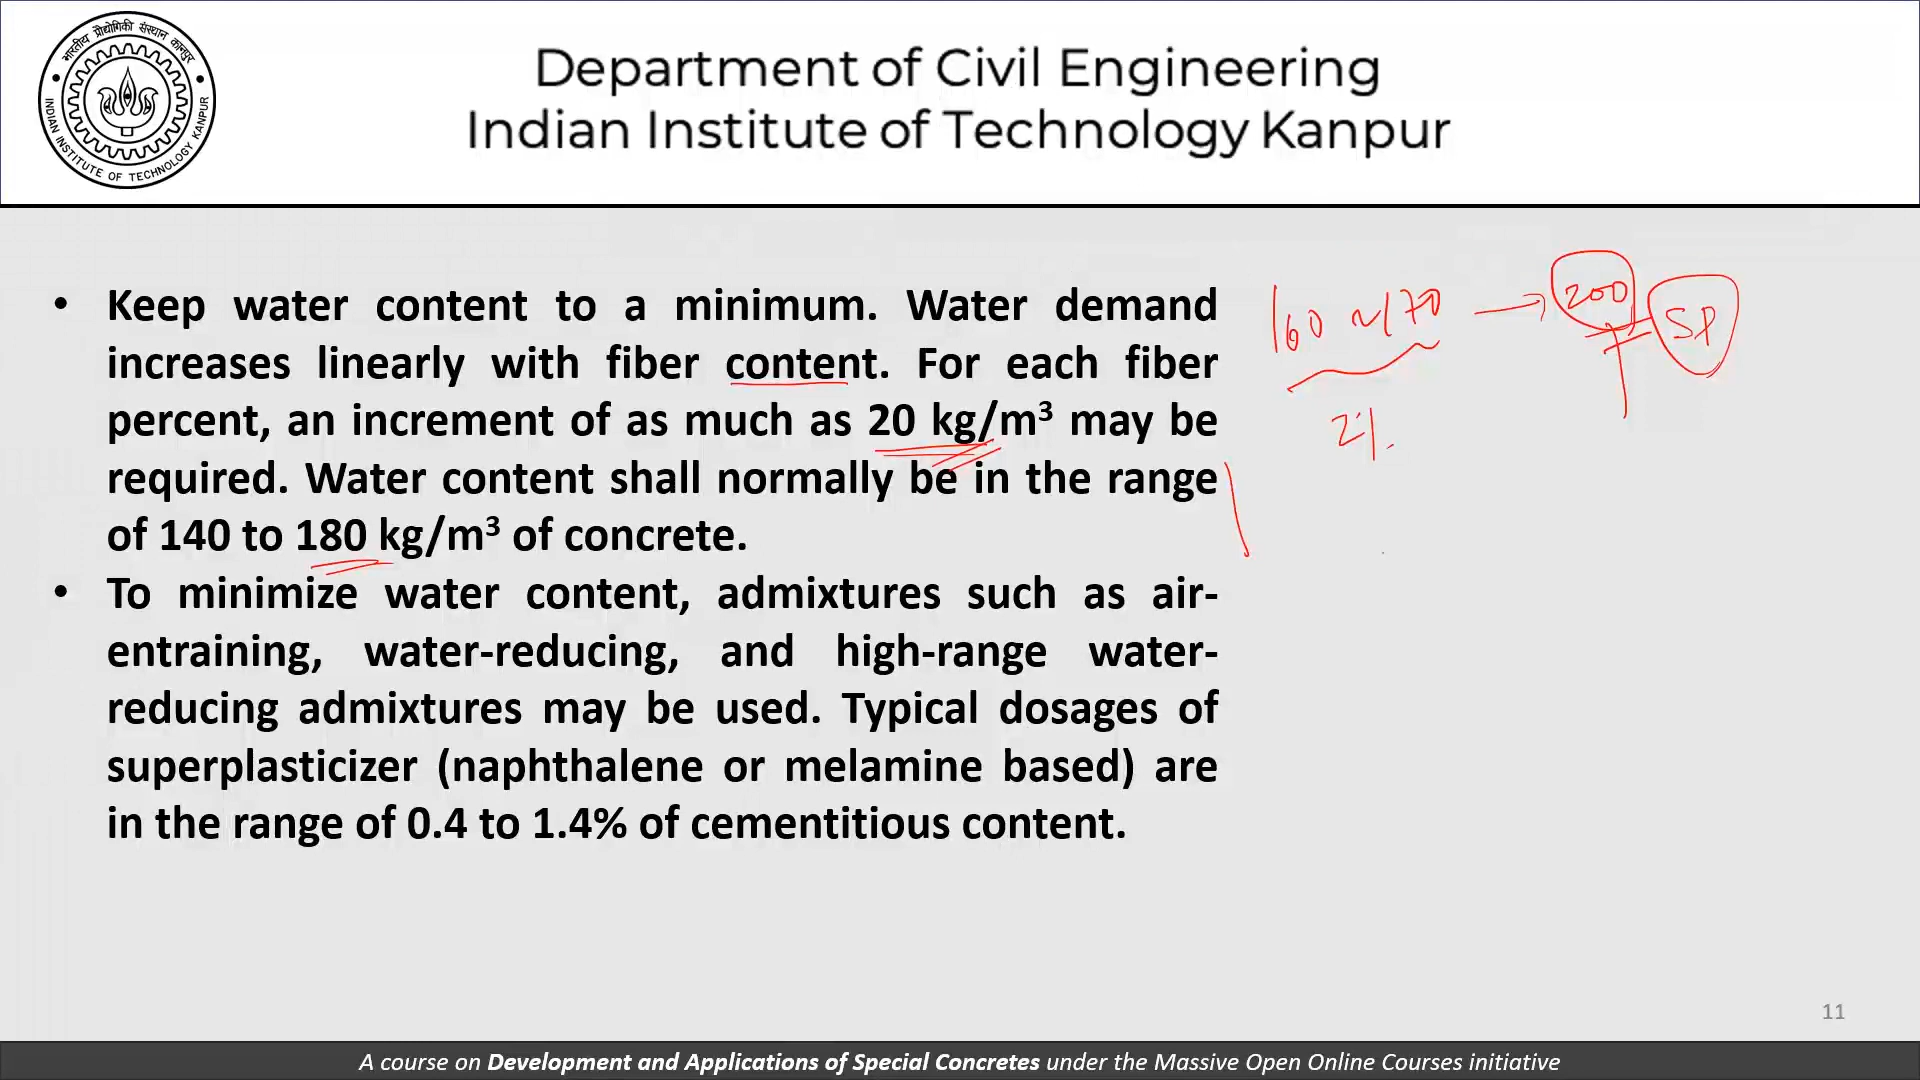 भारतीय प्रौद्योगिकी संस्थान कानपुर
INDIAN INSTITUTE OF TECHNOLOGY KANPUR
Department of Civil Engineering
Indian Institute of Technology Kanpur
• Keep water content to a minimum. Water demand
increases linearly with fiber content. For each fiber
percent, an increment of as much as 20 kg/m³ may be
required. Water content shall normally be in the range
of 140 to 180 kg/m³ of concrete.
• To minimize water content, admixtures such as air-
entraining, water-reducing, and high-range water-
reducing admixtures may be used. Typical dosages of
superplasticizer (naphthalene or melamine based) are
in the range of 0.4 to 1.4% of cementitious content.
160 ~170 → 200 SP
2%.
11
A course on Development and Applications of Special Concretes under the Massive Open Online Courses initiative